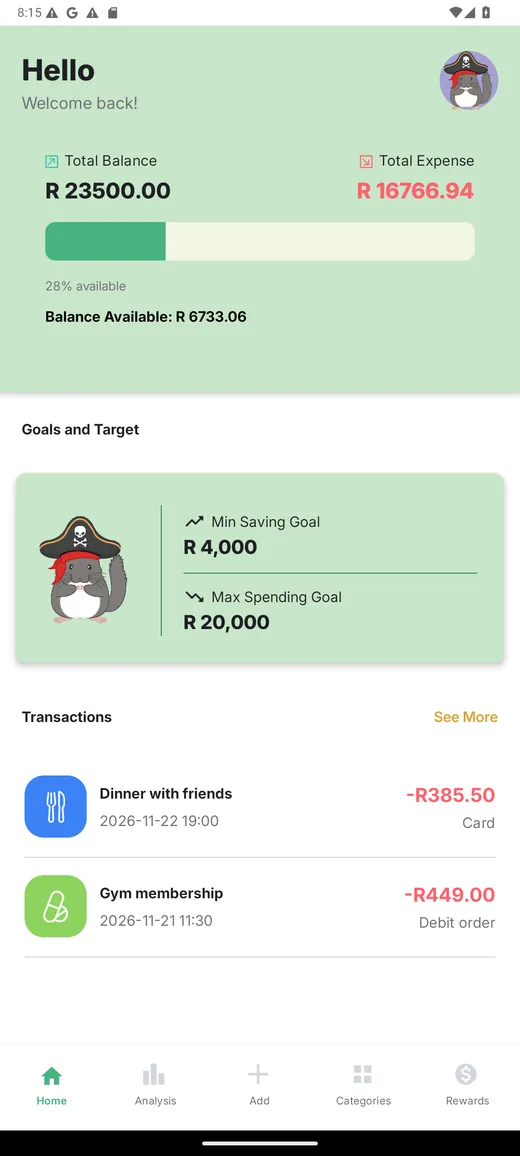 8:15
Hello
Welcome back!
Total Balance
Total Expense
R 23500.00
R 16766.94
28% available
Balance Available: R 6733.06
Goals and Target
Min Saving Goal
R 4,000
Max Spending Goal
R 20,000
Transactions
See More
Dinner with friends
-R385.50
2026-11-22 19:00
Card
Gym membership
-R449.00
2026-11-21 11:30
Debit order
Home
Analysis
Add
Categories
Rewards